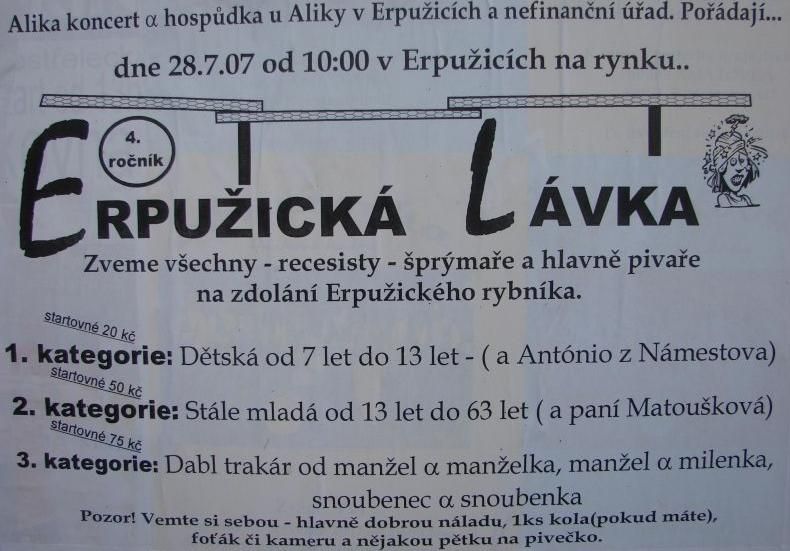 Alika koncert α hospůdka u Aliky v Erpužicích a nefinanční úřad. Pořádají...
dne 28.7.07 od 10:00 v Erpužicích na rynku..
4. ročník
ERPUŽICKÁ LÁVKA
Zveme všechny - recesisty - šprýmaře a hlavně pivaře
na zdolání Erpužického rybníka.
startovné 20 kč
1. kategorie: Dětská od 7 let do 13 let - ( a António z Námestova)
startovné 50 kč
2. kategorie: Stále mladá od 13 let do 63 let ( a paní Matoušková)
startovné 75 kč
3. kategorie: Dabl trakár od manžel α manželka, manžel α milenka,
snoubenec α snoubenka
Pozor! Vemte si sebou - hlavně dobrou náladu, 1ks kola(pokud máte),
foťák či kameru a nějakou pětku na pivečko.